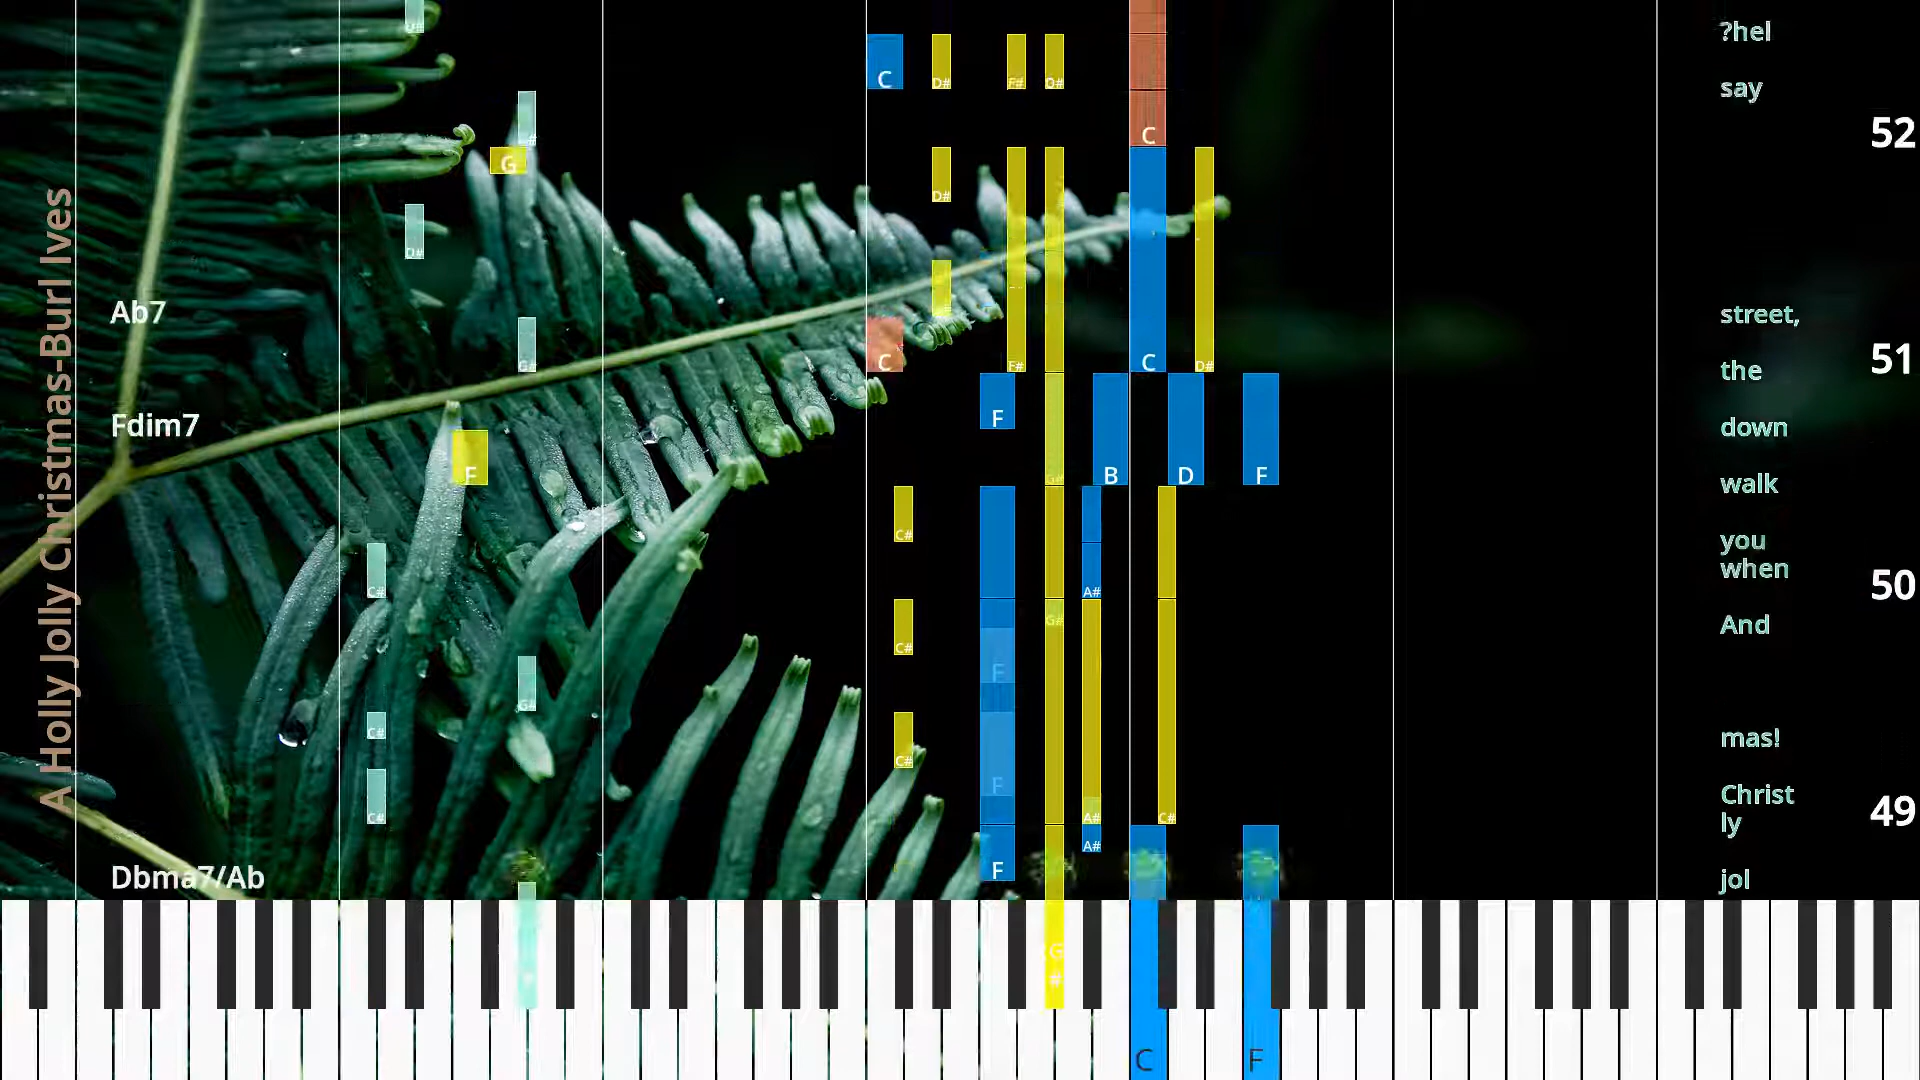 A Holly Jolly Christmas-Burl Ives
?hel
say
52
C
D#
F#
G#
C
G
D#
D#
Ab7
street,
the
51
G#
C
F#
C
D#
Fdim7
down
F
walk
F
B
D
F
C#
you
when
50
C#
A#
G#
And
C#
F
G#
mas!
C#
C#
F
Christ
ly
49
C#
A#
C#
A#
Dbma7/Ab
F
jol
G
#
C
F